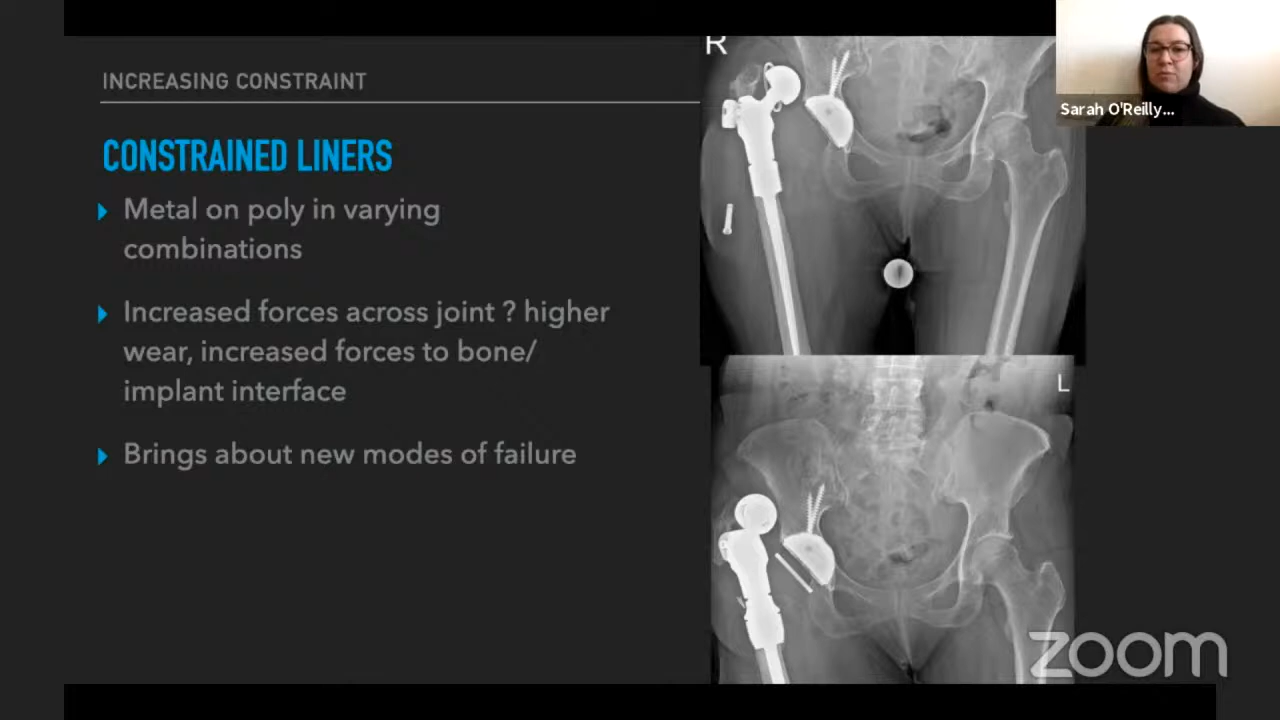 INCREASING CONSTRAINT
CONSTRAINED LINERS
Metal on poly in varying
combinations
Increased forces across joint ? higher
wear, increased forces to bone/
implant interface
Brings about new modes of failure
R
L
Sarah O'Reilly...
zoom